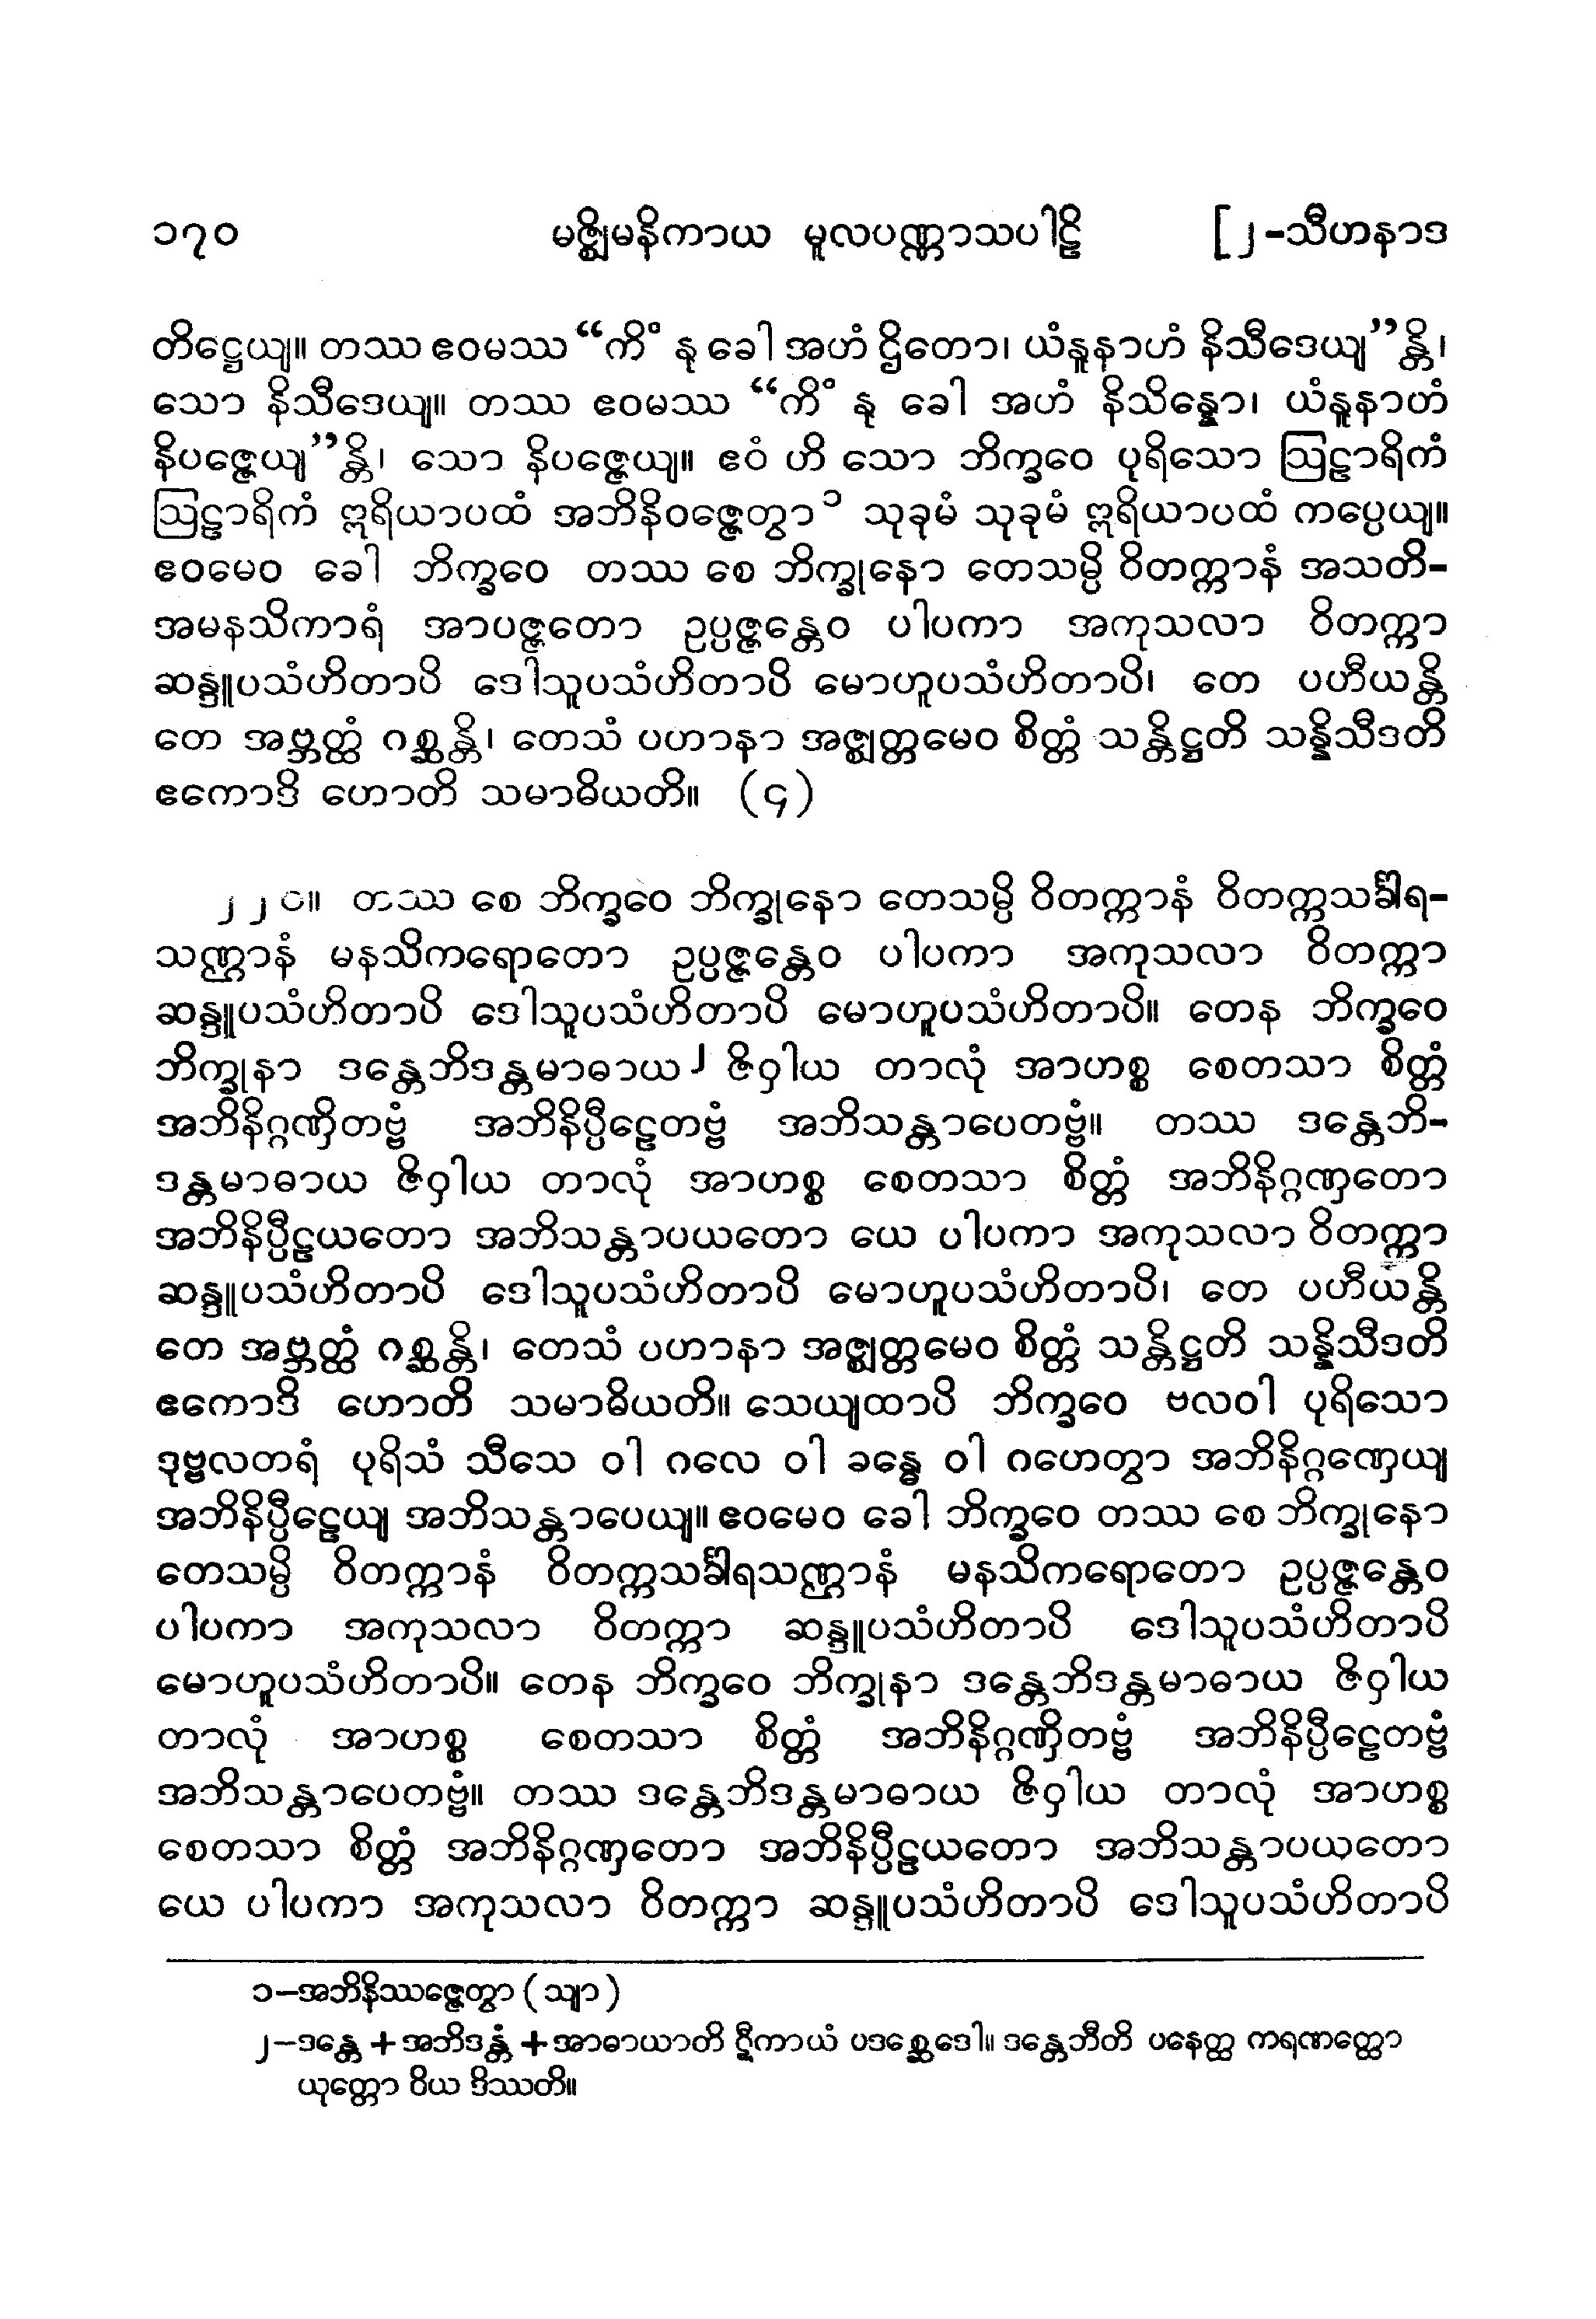 ၁၇၀ မဇ္ဈိမနိကာယ မူလပဏ္ဏာသပါဠိ [၂-သီဟနာဒ
တိဋ္ဌေယျ။ တဿ ဧဝမဿ “ကိံ နု ခေါ အဟံ ဌိတော၊ ယံနူနာဟံ နိသီဒေယျ”န္တိ၊
သော နိသီဒေယျ။ တဿ ဧဝမဿ “ကိံ နု ခေါ အဟံ နိသိန္နော၊ ယံနူနာဟံ
နိပဇ္ဇေယျ”န္တိ၊ သော နိပဇ္ဇေယျ။ ဧဝံ ဟိ သော ဘိက္ခဝေ ပုရိသော ဩဠာရိကံ
ဩဠာရိကံ ဣရိယာပထံ အဘိနိဝဇ္ဇေတွာ၁ သုခုမံ သုခုမံ ဣရိယာပထံ ကပ္ပေယျ။
ဧဝမေဝ ခေါ ဘိက္ခဝေ တဿ စေ ဘိက္ခုနော တေသမ္ပိ ဝိတက္ကာနံ အသတိ-
အမနသိကာရံ အာပဇ္ဇတော ဥပ္ပဇ္ဇန္တေဝ ပါပကာ အကုသလာ ဝိတက္ကာ
ဆန္ဒူပသံဟိတာပိ ဒေါသူပသံဟိတာပိ မောဟူပသံဟိတာပိ၊ တေ ပဟီယန္တိ
တေ အဗ္ဘတ္ထံ ဂစ္ဆန္တိ၊ တေသံ ပဟာနာ အဇ္ဈတ္တမေဝ စိတ္တံ သန္တိဋ္ဌတိ သန္နိသီဒတိ
ဧကောဒိ ဟောတိ သမာဓိယတိ။ (၄)
၂၂၀။ တဿ စေ ဘိက္ခဝေ ဘိက္ခုနော တေသမ္ပိ ဝိတက္ကာနံ ဝိတက္ကသင်္ခါရ-
သဏ္ဌာနံ မနသိကရောတော ဥပ္ပဇ္ဇန္တေဝ ပါပကာ အကုသလာ ဝိတက္ကာ
ဆန္ဒူပသံဟိတာပိ ဒေါသူပသံဟိတာပိ မောဟူပသံဟိတာပိ။ တေန ဘိက္ခဝေ
ဘိက္ခုနာ ဒန္တေဘိဒန္တမာဓာယ၂ ဇိဝှါယ တာလုံ အာဟစ္စ စေတသာ စိတ္တံ
အဘိနိဂ္ဂဏှိတဗ္ဗံ အဘိနိပ္ပီဠေတဗ္ဗံ အဘိသန္တာပေတဗ္ဗံ။ တဿ ဒန္တေဘိ-
ဒန္တမာဓာယ ဇိဝှါယ တာလုံ အာဟစ္စ စေတသာ စိတ္တံ အဘိနိဂ္ဂဏှတော
အဘိနိပ္ပီဠယတော အဘိသန္တာပယတော ယေ ပါပကာ အကုသလာ ဝိတက္ကာ
ဆန္ဒူပသံဟိတာပိ ဒေါသူပသံဟိတာပိ မောဟူပသံဟိတာပိ၊ တေ ပဟီယန္တိ
တေ အဗ္ဘတ္ထံ ဂစ္ဆန္တိ၊ တေသံ ပဟာနာ အဇ္ဈတ္တမေဝ စိတ္တံ သန္တိဋ္ဌတိ သန္နိသီဒတိ
ဧကောဒိ ဟောတိ သမာဓိယတိ။ သေယျထာပိ ဘိက္ခဝေ ဗလဝါ ပုရိသော
ဒုဗ္ဗလတရံ ပုရိသံ သီသေ ဝါ ဂလေ ဝါ ခန္ဓေ ဝါ ဂဟေတွာ အဘိနိဂ္ဂဏှေယျ
အဘိနိပ္ပီဠေယျ အဘိသန္တာပေယျ။ ဧဝမေဝ ခေါ ဘိက္ခဝေ တဿ စေ ဘိက္ခုနော
တေသမ္ပိ ဝိတက္ကာနံ ဝိတက္ကသင်္ခါရသဏ္ဌာနံ မနသိကရောတော ဥပ္ပဇ္ဇန္တေဝ
ပါပကာ အကုသလာ ဝိတက္ကာ ဆန္ဒူပသံဟိတာပိ ဒေါသူပသံဟိတာပိ
မောဟူပသံဟိတာပိ။ တေန ဘိက္ခဝေ ဘိက္ခုနာ ဒန္တေဘိဒန္တမာဓာယ ဇိဝှါယ
တာလုံ အာဟစ္စ စေတသာ စိတ္တံ အဘိနိဂ္ဂဏှိတဗ္ဗံ အဘိနိပ္ပီဠေတဗ္ဗံ
အဘိသန္တာပေတဗ္ဗံ။ တဿ ဒန္တေဘိဒန္တမာဓာယ ဇိဝှါယ တာလုံ အာဟစ္စ
စေတသာ စိတ္တံ အဘိနိဂ္ဂဏှတော အဘိနိပ္ပီဠယတော အဘိသန္တာပယတော
ယေ ပါပကာ အကုသလာ ဝိတက္ကာ ဆန္ဒူပသံဟိတာပိ ဒေါသူပသံဟိတာပိ
၁-အဘိနိဿဇ္ဇေတွာ (သျာ)
၂-ဒန္တေ + အဘိဒန္တံ + အာဓာယာတိ ဋီကာယံ ပဒစ္ဆေဒေါ။ ဒန္တေဘီတိ ပနေတ္ထ ကရဏတ္ထော
ယုတ္တော ဝိယ ဒိဿတိ။